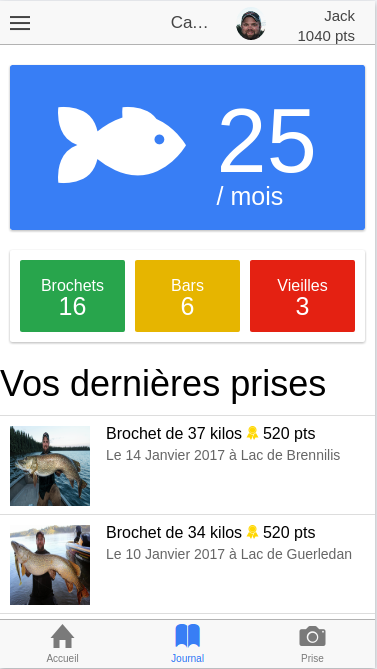 Ca…
Jack
1040 pts
25
/ mois
Brochets
16
Bars
6
Vieilles
3
Vos dernières prises
Brochet de 37 kilos 520 pts
Le 14 Janvier 2017 à Lac de Brennilis
Brochet de 34 kilos 520 pts
Le 10 Janvier 2017 à Lac de Guerledan
Accueil
Journal
Prise